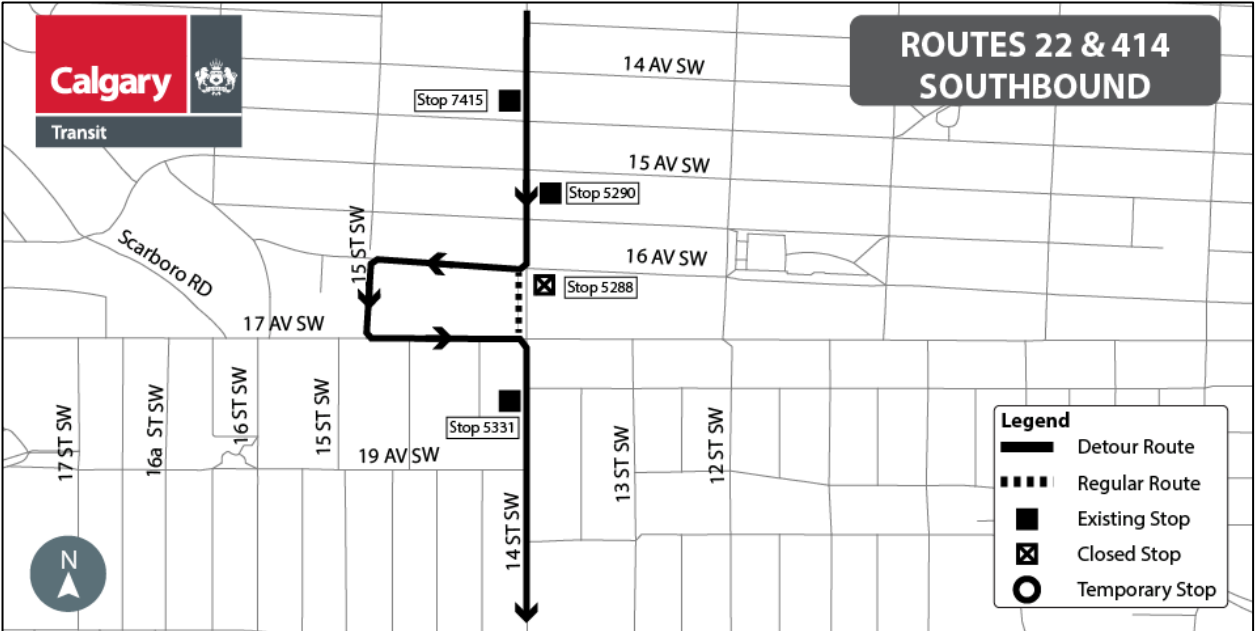 Calgary
Transit
ROUTES 22 & 414
SOUTHBOUND
14 AV SW
Stop 7415
15 AV SW
Stop 5290
15 ST SW
Scarboro RD
16 AV SW
Stop 5288
17 AV SW
17 ST SW
16a ST SW
16 ST SW
15 ST SW
Stop 5331
19 AV SW
14 ST SW
13 ST SW
12 ST SW
Legend
Detour Route
Regular Route
Existing Stop
Closed Stop
Temporary Stop
N